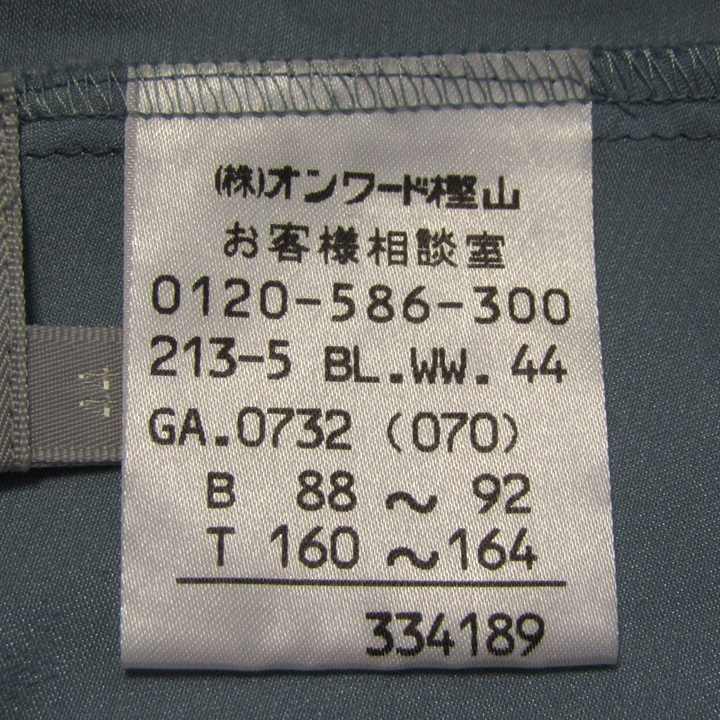 (株)オンワード樫山
お客様相談室
0120-586-300
213-5 BL.WW.44
GA.0732 (070)
B 88 ～ 92
T 160 ～164
334189